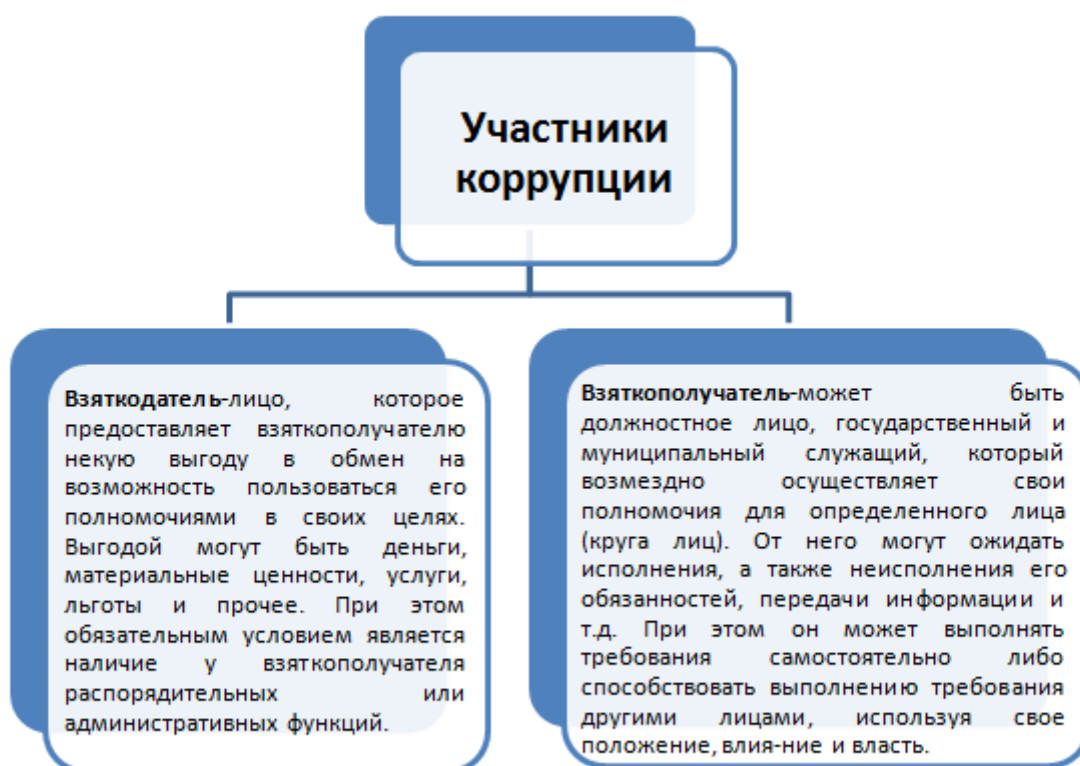 Участники
коррупции
Взяткодатель-лицо, которое
предоставляет взяткополучателю
некую выгоду в обмен на
возможность пользоваться его
полномочиями в своих целях.
Выгодой могут быть деньги,
материальные ценности, услуги,
льготы и прочее. При этом
обязательным условием является
наличие у взяткополучателя
распорядительных или
административных функций.
Взяткополучатель-может быть
должностное лицо, государственный и
муниципальный служащий, который
возмездно осуществляет свои
полномочия для определенного лица
(круга лиц). От него могут ожидать
исполнения, а также неисполнения его
обязанностей, передачи информации и
т.д. При этом он может выполнять
требования самостоятельно либо
способствовать выполнению требования
другими лицами, используя свое
положение, влия-ние и власть.